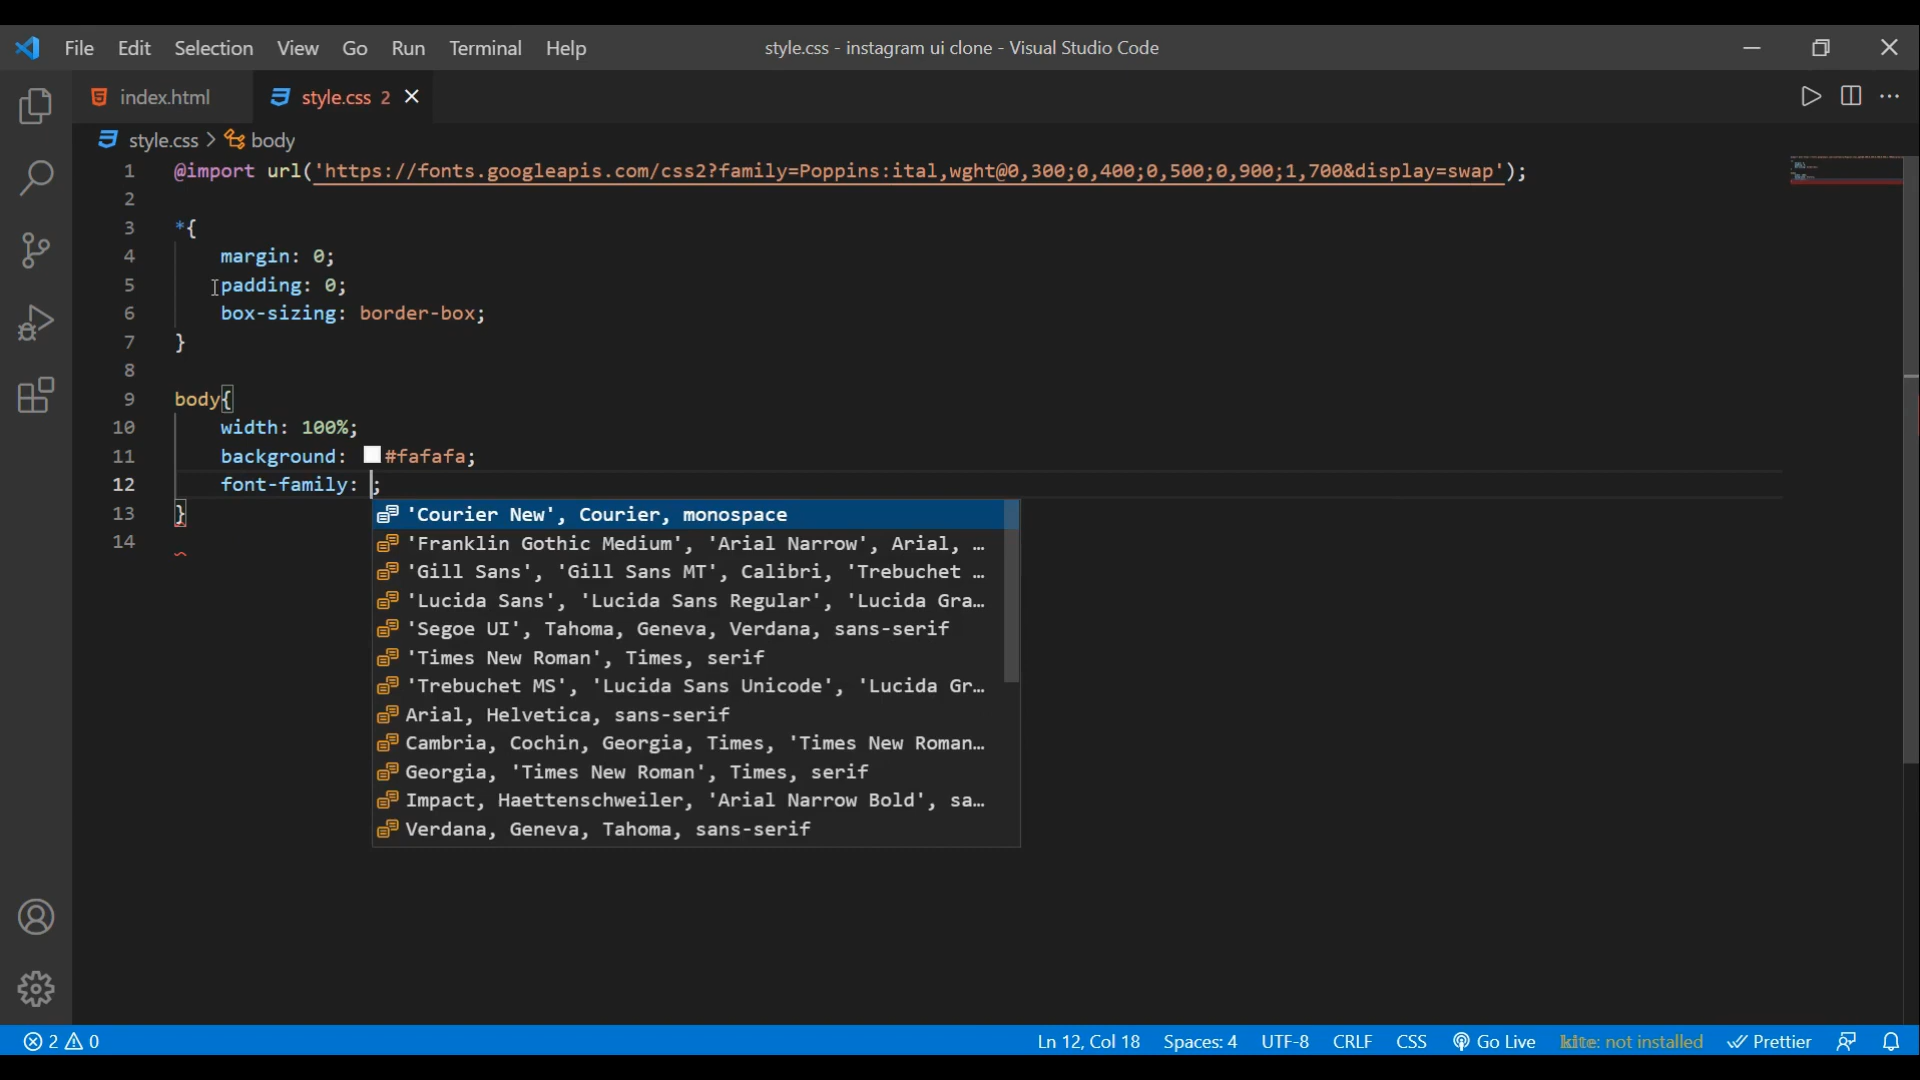 File Edit Selection View Go Run Terminal Help style.css - instagram ui clone - Visual Studio Code
index.html style.css 2
style.css > body
1 @import url('https://fonts.googleapis.com/css2?family=Poppins:ital,wght@0,300;0,400;0,500;0,900;1,700&display=swap');
2
3 *{
4 margin: 0;
5 padding: 0;
6 box-sizing: border-box;
7 }
8
9 body{
10 width: 100%;
11 background: #fafafa;
12 font-family: ;
13 }
'Courier New', Courier, monospace
'Franklin Gothic Medium', 'Arial Narrow', Arial, …
14
'Gill Sans', 'Gill Sans MT', Calibri, 'Trebuchet …
'Lucida Sans', 'Lucida Sans Regular', 'Lucida Gra…
'Segoe UI', Tahoma, Geneva, Verdana, sans-serif
'Times New Roman', Times, serif
'Trebuchet MS', 'Lucida Sans Unicode', 'Lucida Gr…
Arial, Helvetica, sans-serif
Cambria, Cochin, Georgia, Times, 'Times New Roman…
Georgia, 'Times New Roman', Times, serif
Impact, Haettenschweiler, 'Arial Narrow Bold', sa…
Verdana, Geneva, Tahoma, sans-serif
2 0 Ln 12, Col 18 Spaces: 4 UTF-8 CRLF CSS Go Live kite: not installed Prettier